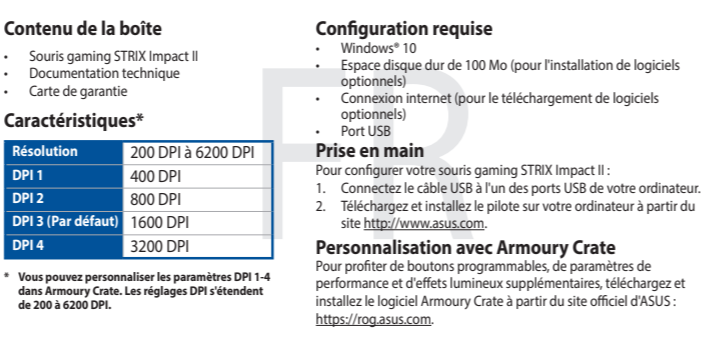 Contenu de la boîte
• Souris gaming STRIX Impact II
• Documentation technique
• Carte de garantie
Caractéristiques*
Résolution 200 DPI à 6200 DPI
DPI 1 400 DPI
DPI 2 800 DPI
DPI 3 (Par défaut) 1600 DPI
DPI 4 3200 DPI
* Vous pouvez personnaliser les paramètres DPI 1-4
dans Armoury Crate. Les réglages DPI s'étendent
de 200 à 6200 DPI.
FR
Configuration requise
• Windows® 10
• Espace disque dur de 100 Mo (pour l'installation de logiciels
optionnels)
• Connexion internet (pour le téléchargement de logiciels
optionnels)
• Port USB
Prise en main
Pour configurer votre souris gaming STRIX Impact II :
1. Connectez le câble USB à l'un des ports USB de votre ordinateur.
2. Téléchargez et installez le pilote sur votre ordinateur à partir du
site http://www.asus.com.
Personnalisation avec Armoury Crate
Pour profiter de boutons programmables, de paramètres de
performance et d'effets lumineux supplémentaires, téléchargez et
installez le logiciel Armoury Crate à partir du site officiel d'ASUS :
https://rog.asus.com.